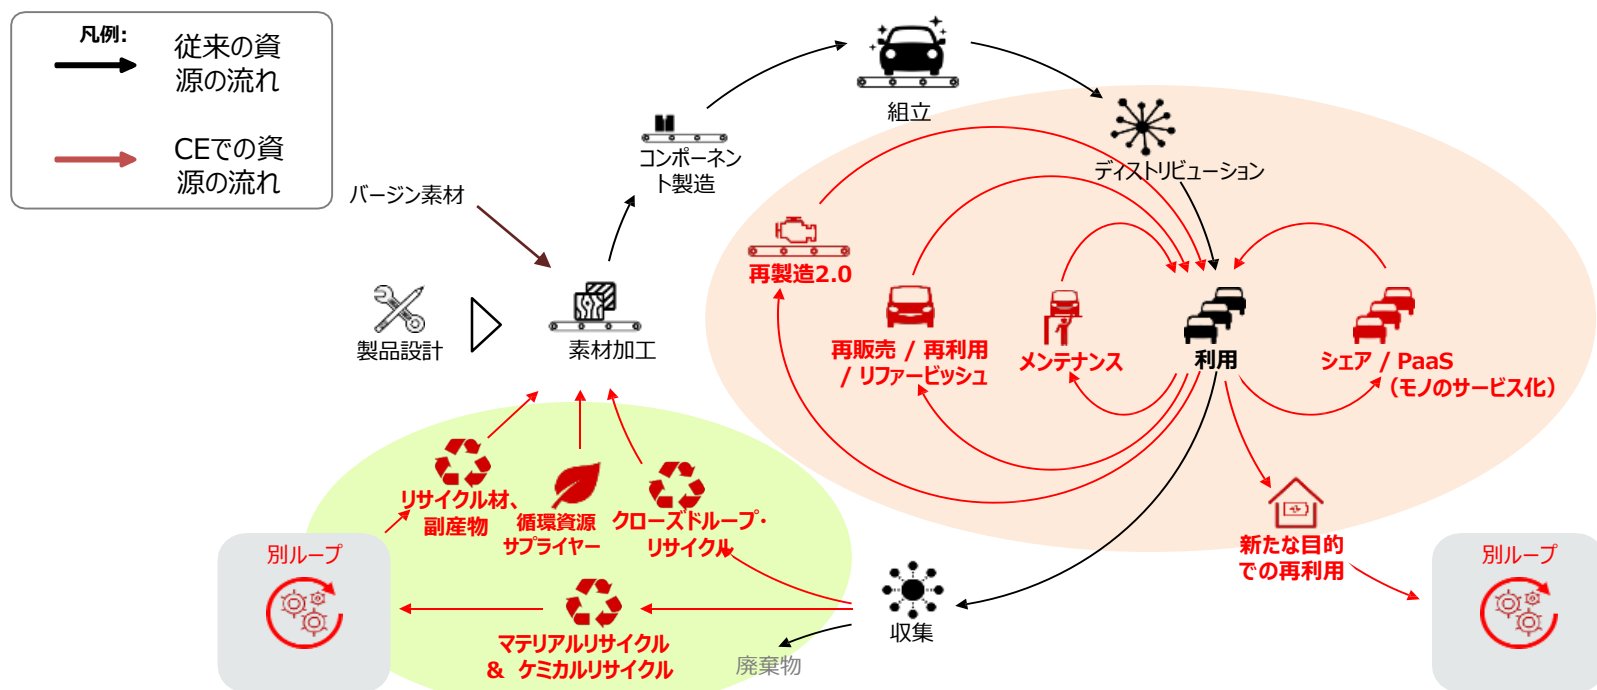 凡例:
従来の資
源の流れ
CEでの資
源の流れ
組立
コンポーネン
ト製造
ディストリビューション
バージン素材
再製造2.0
製品設計
素材加工
再販売 / 再利用
/ リファービッシュ
メンテナンス
利用
シェア / PaaS
（モノのサービス化）
リサイクル材、
副産物
循環資源
サプライヤー
クローズドループ・
リサイクル
新たな目的
での再利用
別ループ
別ループ
収集
マテリアルリサイクル
& ケミカルリサイクル
廃棄物